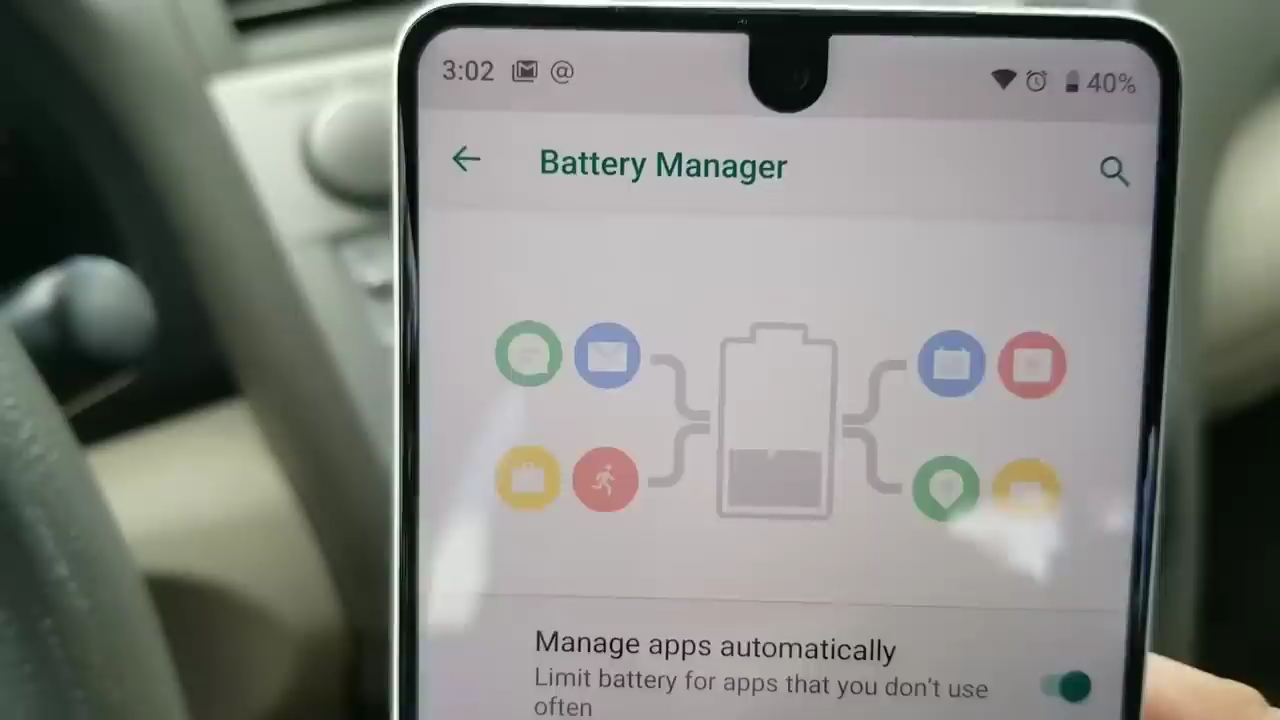 3:02 @ 40%
Battery Manager
Manage apps automatically
Limit battery for apps that you don't use
often